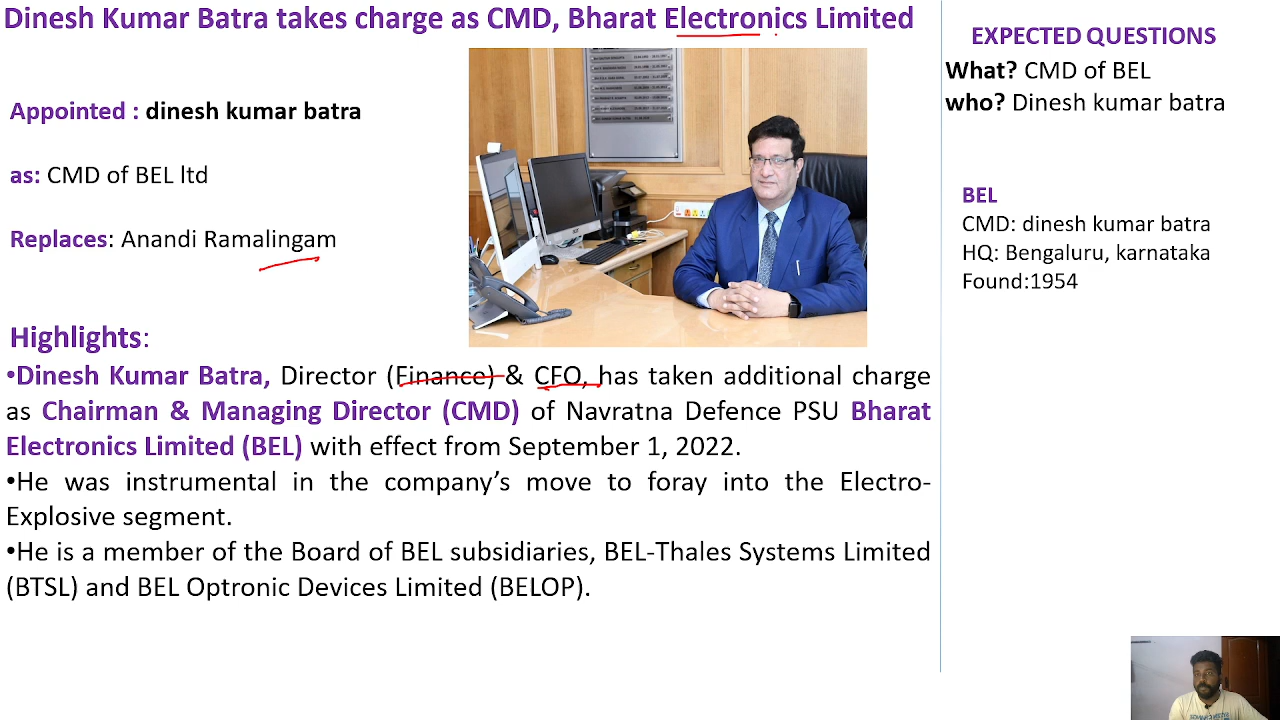 Dinesh Kumar Batra takes charge as CMD, Bharat Electronics Limited
Appointed : dinesh kumar batra
as: CMD of BEL ltd
Replaces: Anandi Ramalingam
Highlights:
•Dinesh Kumar Batra, Director (Finance) & CFO, has taken additional charge
as Chairman & Managing Director (CMD) of Navratna Defence PSU Bharat
Electronics Limited (BEL) with effect from September 1, 2022.
•He was instrumental in the company’s move to foray into the Electro-
Explosive segment.
•He is a member of the Board of BEL subsidiaries, BEL-Thales Systems Limited
(BTSL) and BEL Optronic Devices Limited (BELOP).
EXPECTED QUESTIONS
What? CMD of BEL
who? Dinesh kumar batra
BEL
CMD: dinesh kumar batra
HQ: Bengaluru, karnataka
Found:1954